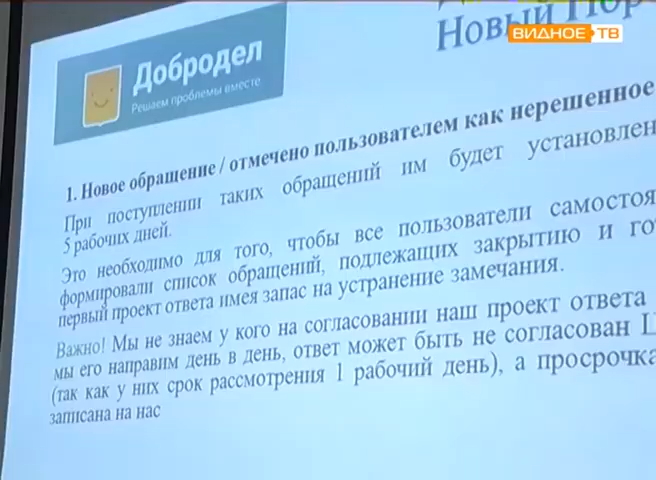 Новый Пор
ВИДНОЕ ТВ
Добродел
Решаем проблемы вместе
1. Новое обращение / отмечено пользователем как нерешенное
При поступлении таких обращений им будет установлен
5 рабочих дней.
Это необходимо для того, чтобы все пользователи самостоя
формировали список обращений, подлежащих закрытию и го
первый проект ответа имея запас на устранение замечания.
Важно! Мы не знаем у кого на согласовании наш проект ответа
мы его направим день в день, ответ может быть не согласован Ц
(так как у них срок рассмотрения 1 рабочий день), а просрочка
записана на нас